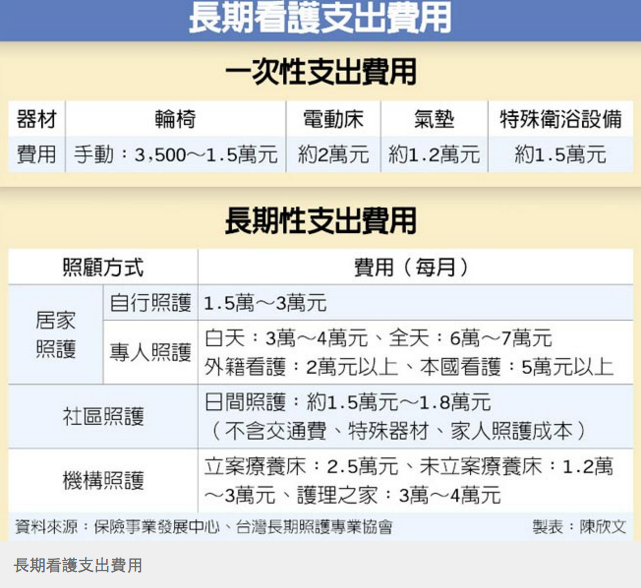 長期看護支出費用
一次性支出費用
器材 輪椅 電動床 氣墊 特殊衛浴設備
費用 手動：3,500～1.5萬元 約2萬元 約1.2萬元 約1.5萬元
長期性支出費用
照顧方式 費用（每月）
居家
照護
自行照護 1.5萬～3萬元
專人照護
白天：3萬～4萬元、全天：6萬～7萬元
外籍看護：2萬元以上、本國看護：5萬元以上
社區照護
日間照護：約1.5萬元～1.8萬元
（不含交通費、特殊器材、家人照護成本）
機構照護
立案療養床：2.5萬元、未立案療養床：1.2萬
～3萬元、護理之家：3萬～4萬元
資料來源：保險事業發展中心、台灣長期照護專業協會 製表：陳欣文
長期看護支出費用